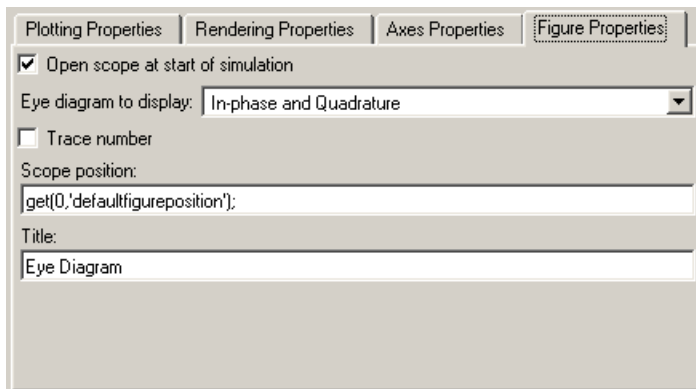 Plotting Properties Rendering Properties Axes Properties Figure Properties
Open scope at start of simulation
Eye diagram to display: In-phase and Quadrature
Trace number
Scope position:
get(0,'defaultfigureposition');
Title:
Eye Diagram